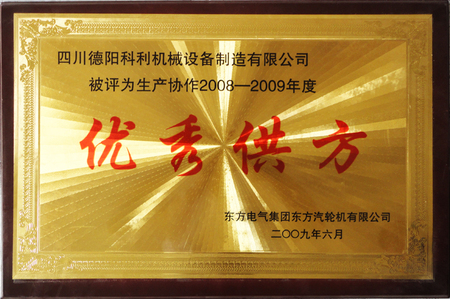 四川德阳科利机械设备制造有限公司
被评为生产协作2008—2009年度
优秀供方
东方电气集团东方汽轮机有限公司
二〇〇九年六月